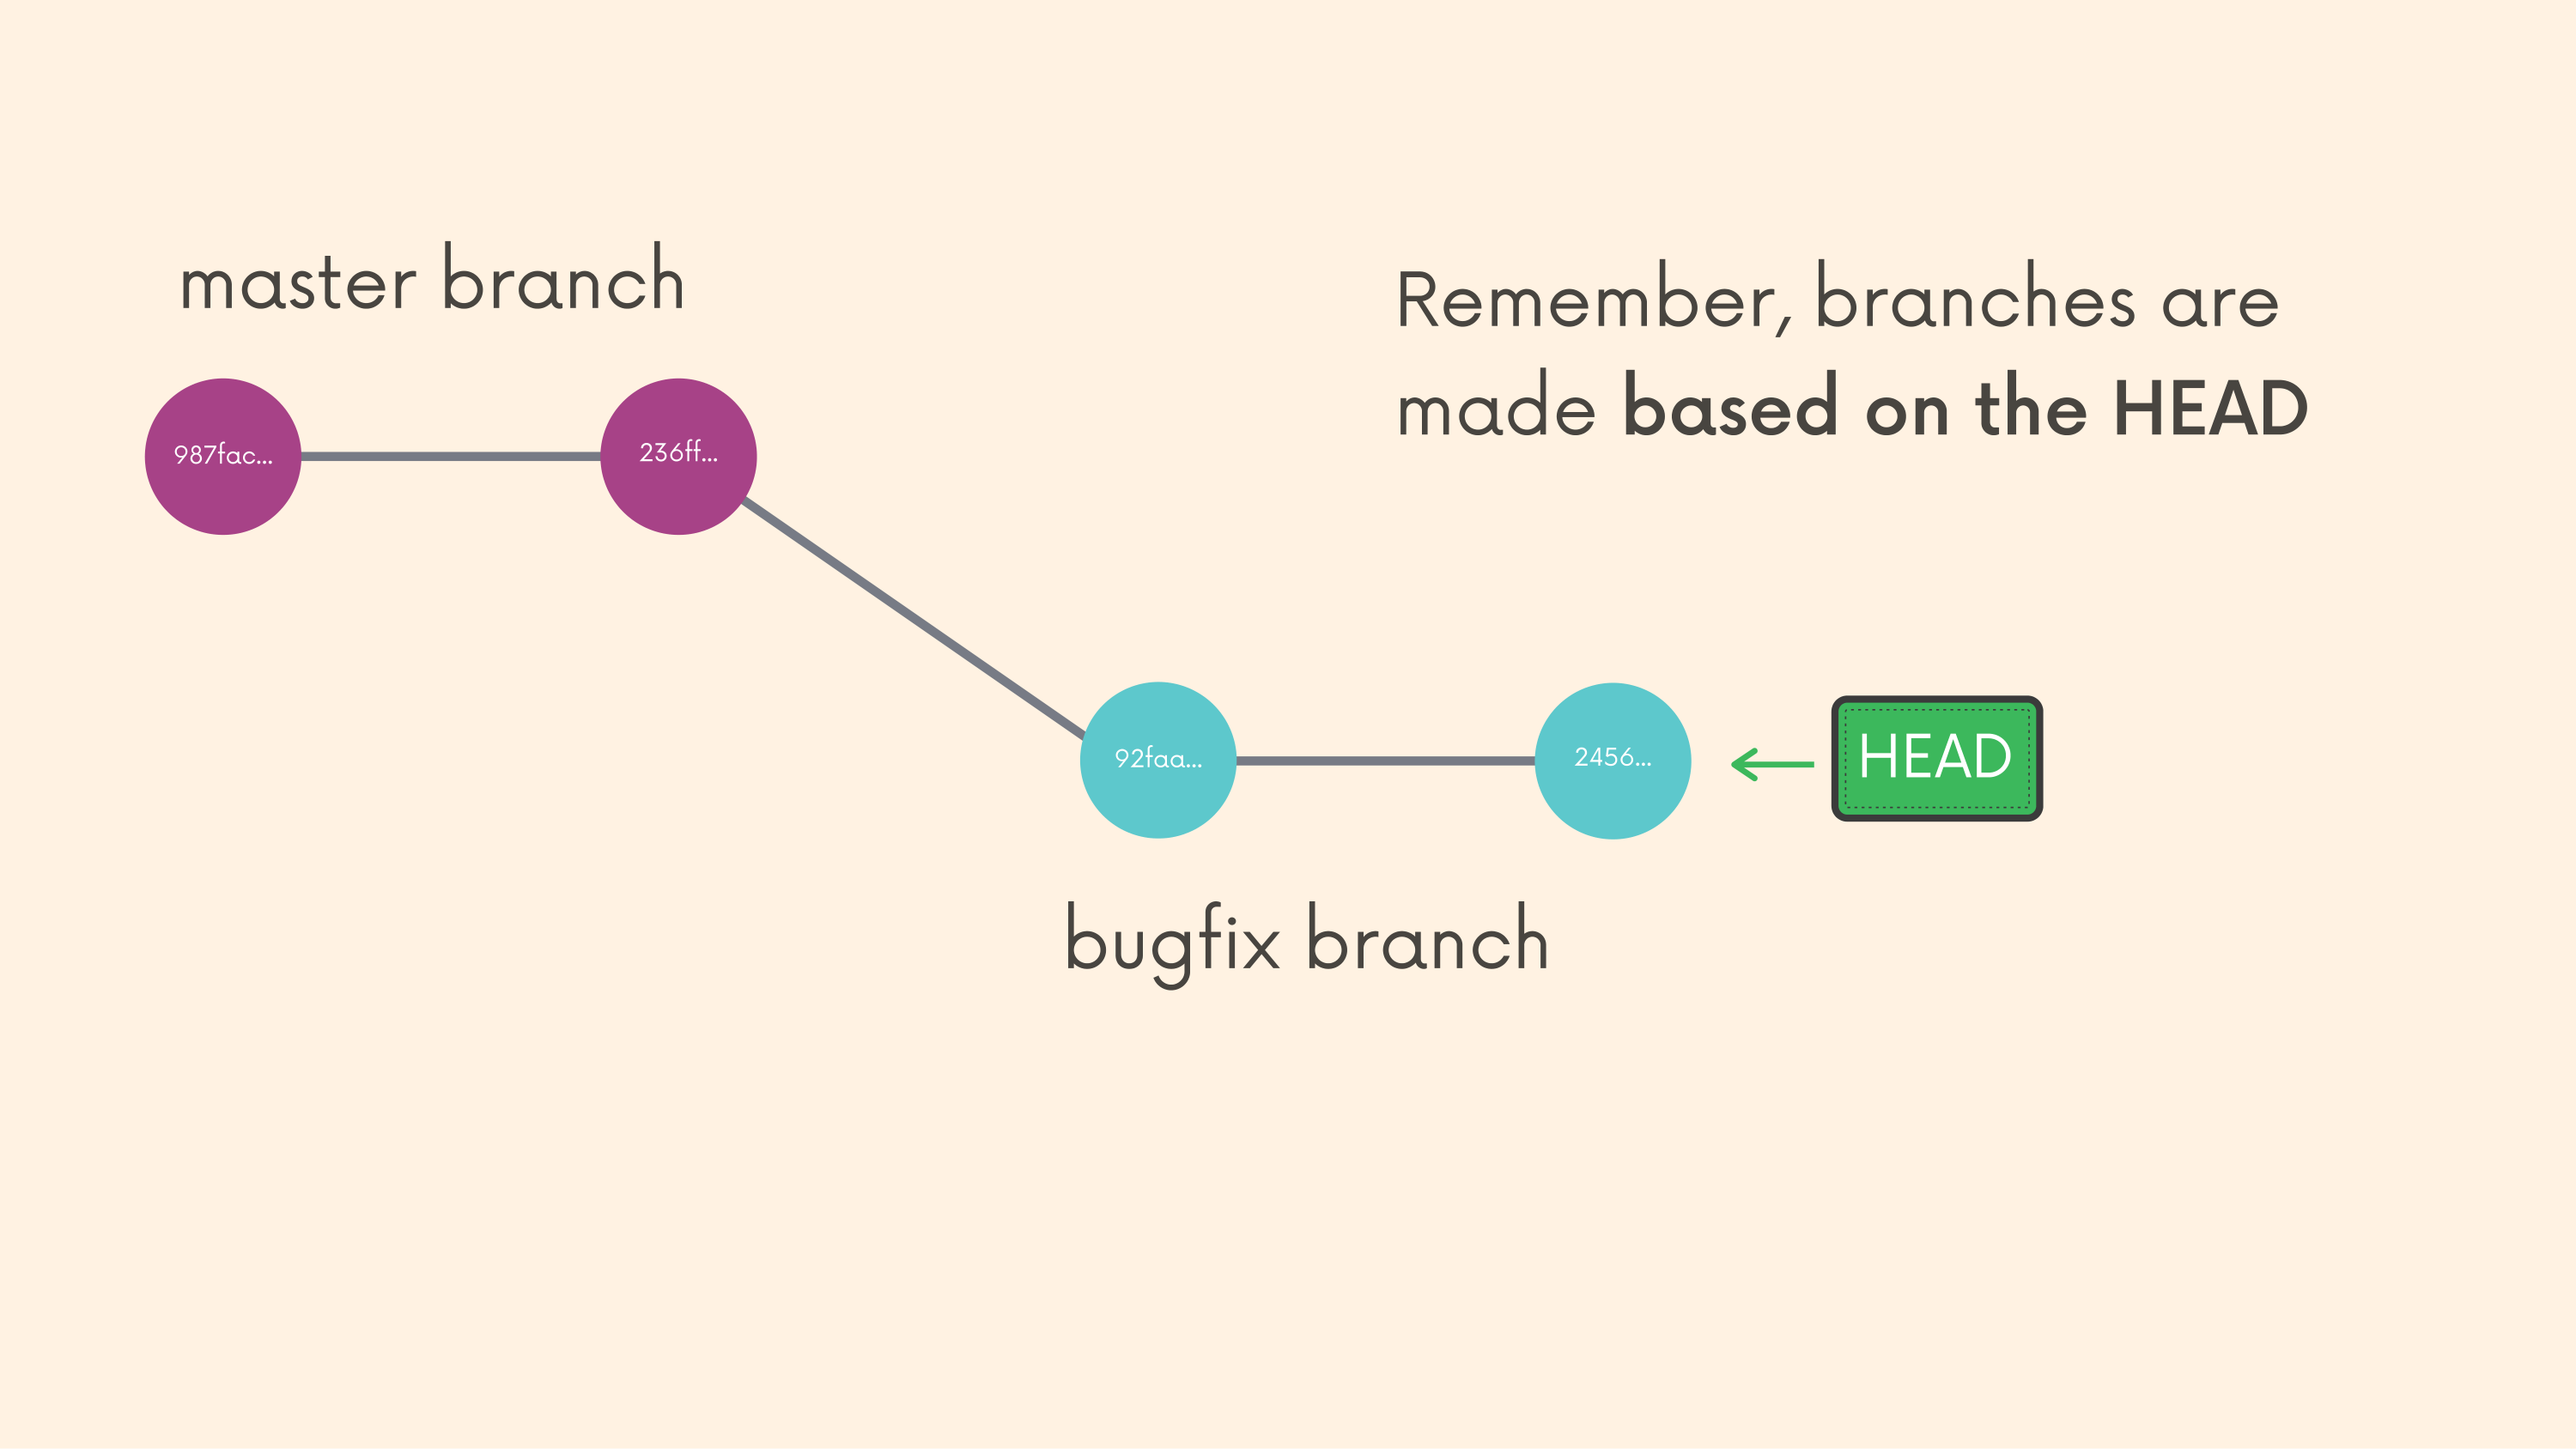 master branch
Remember, branches are
made based on the HEAD
987fac...
236ff...
92faa...
2456...
HEAD
bugfix branch